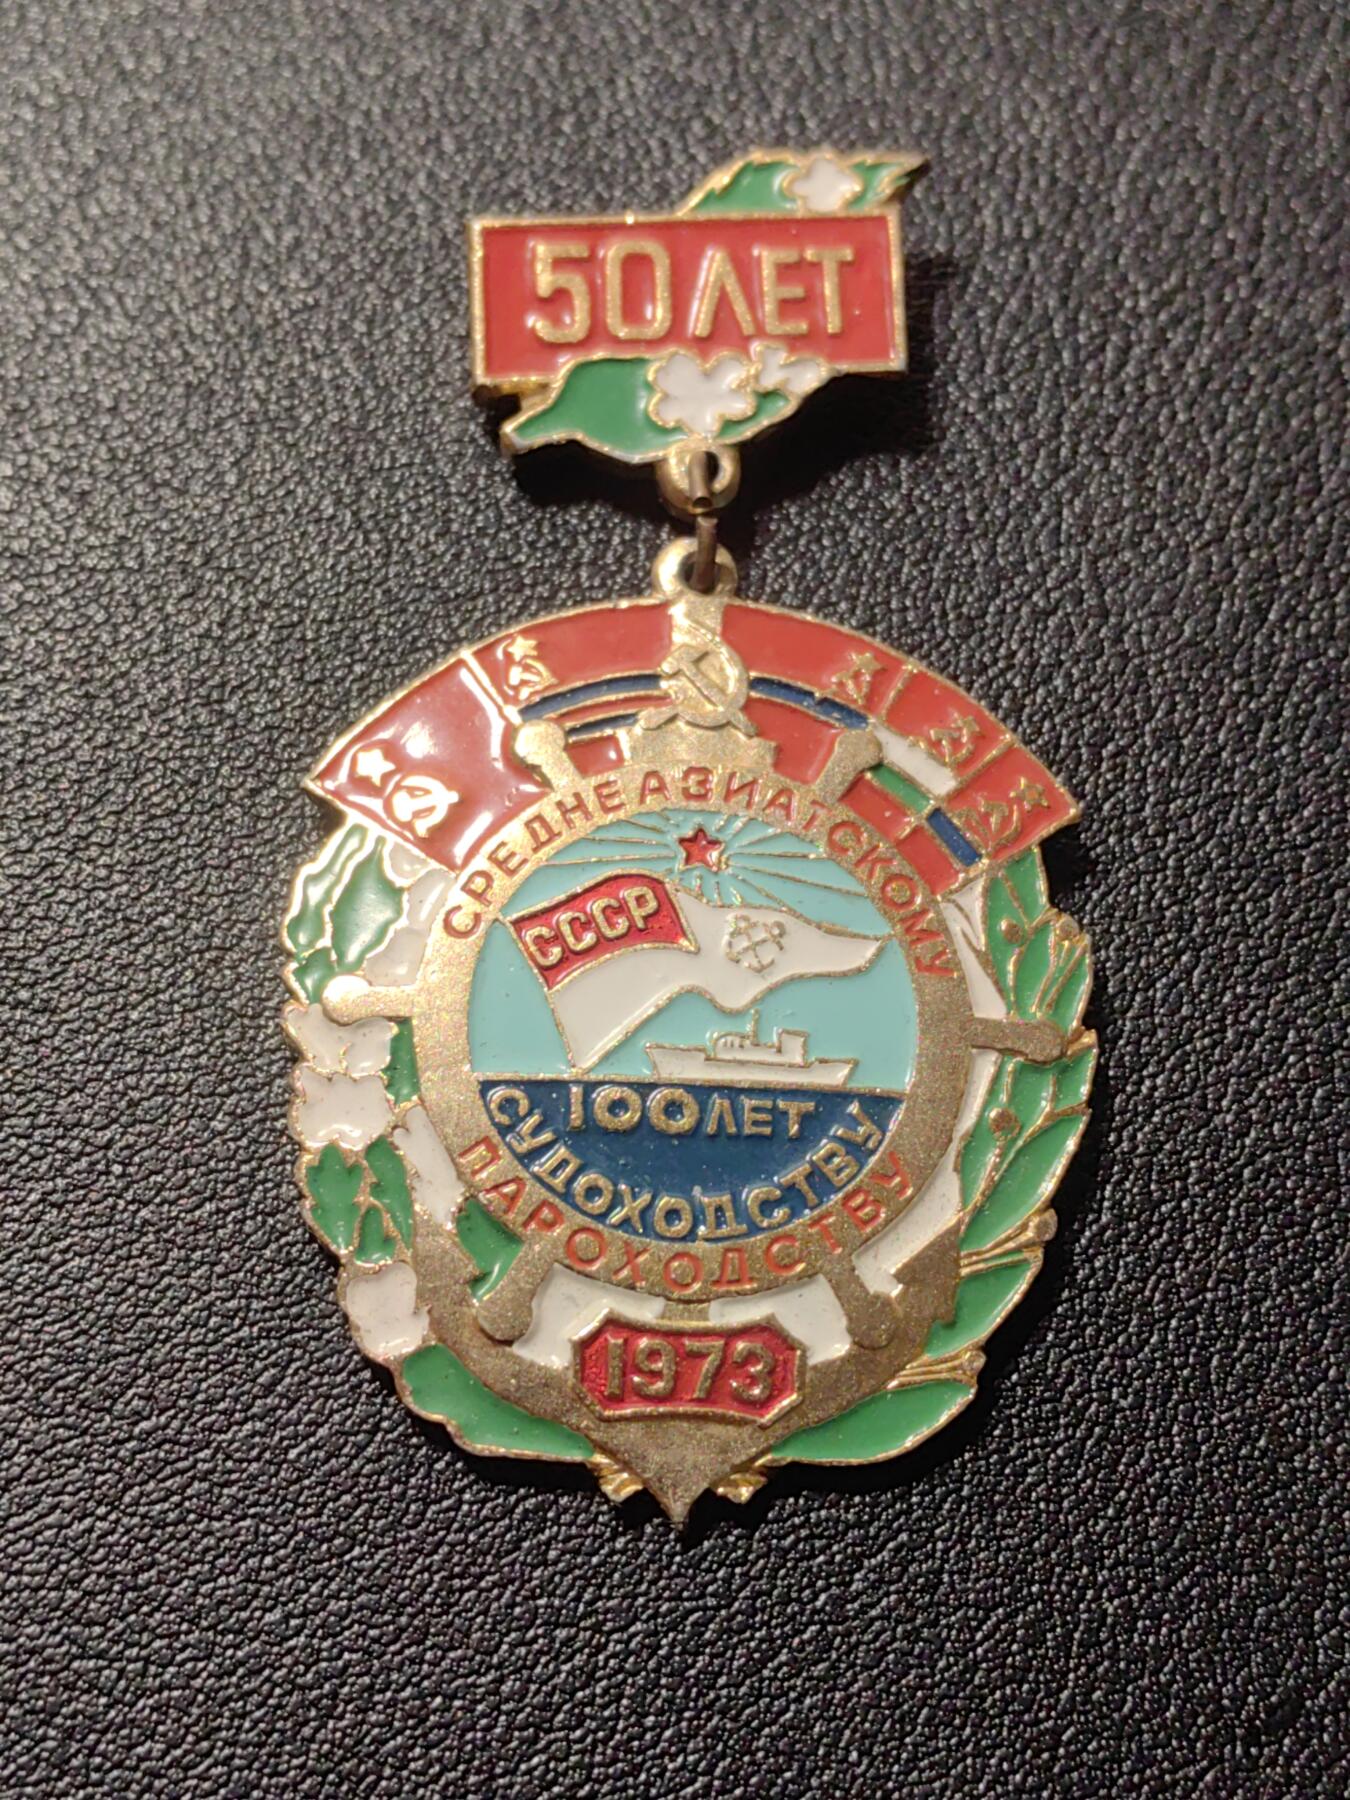 50 ЛЕТ
СРЕДНЕАЗИАТСКОМУ
СССР
100 ЛЕТ
СУДОХОДСТВУ
ПАРОХОДСТВУ
1973